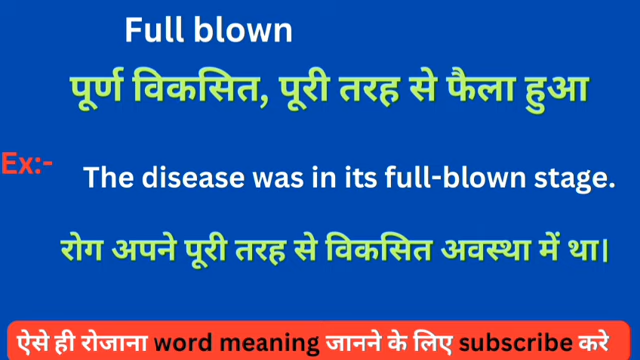 Full blown
पूर्ण विकसित, पूरी तरह से फैला हुआ
Ex:- The disease was in its full-blown stage.
रोग अपने पूरी तरह से विकसित अवस्था में था।
ऐसे ही रोजाना word meaning जानने के लिए subscribe करे